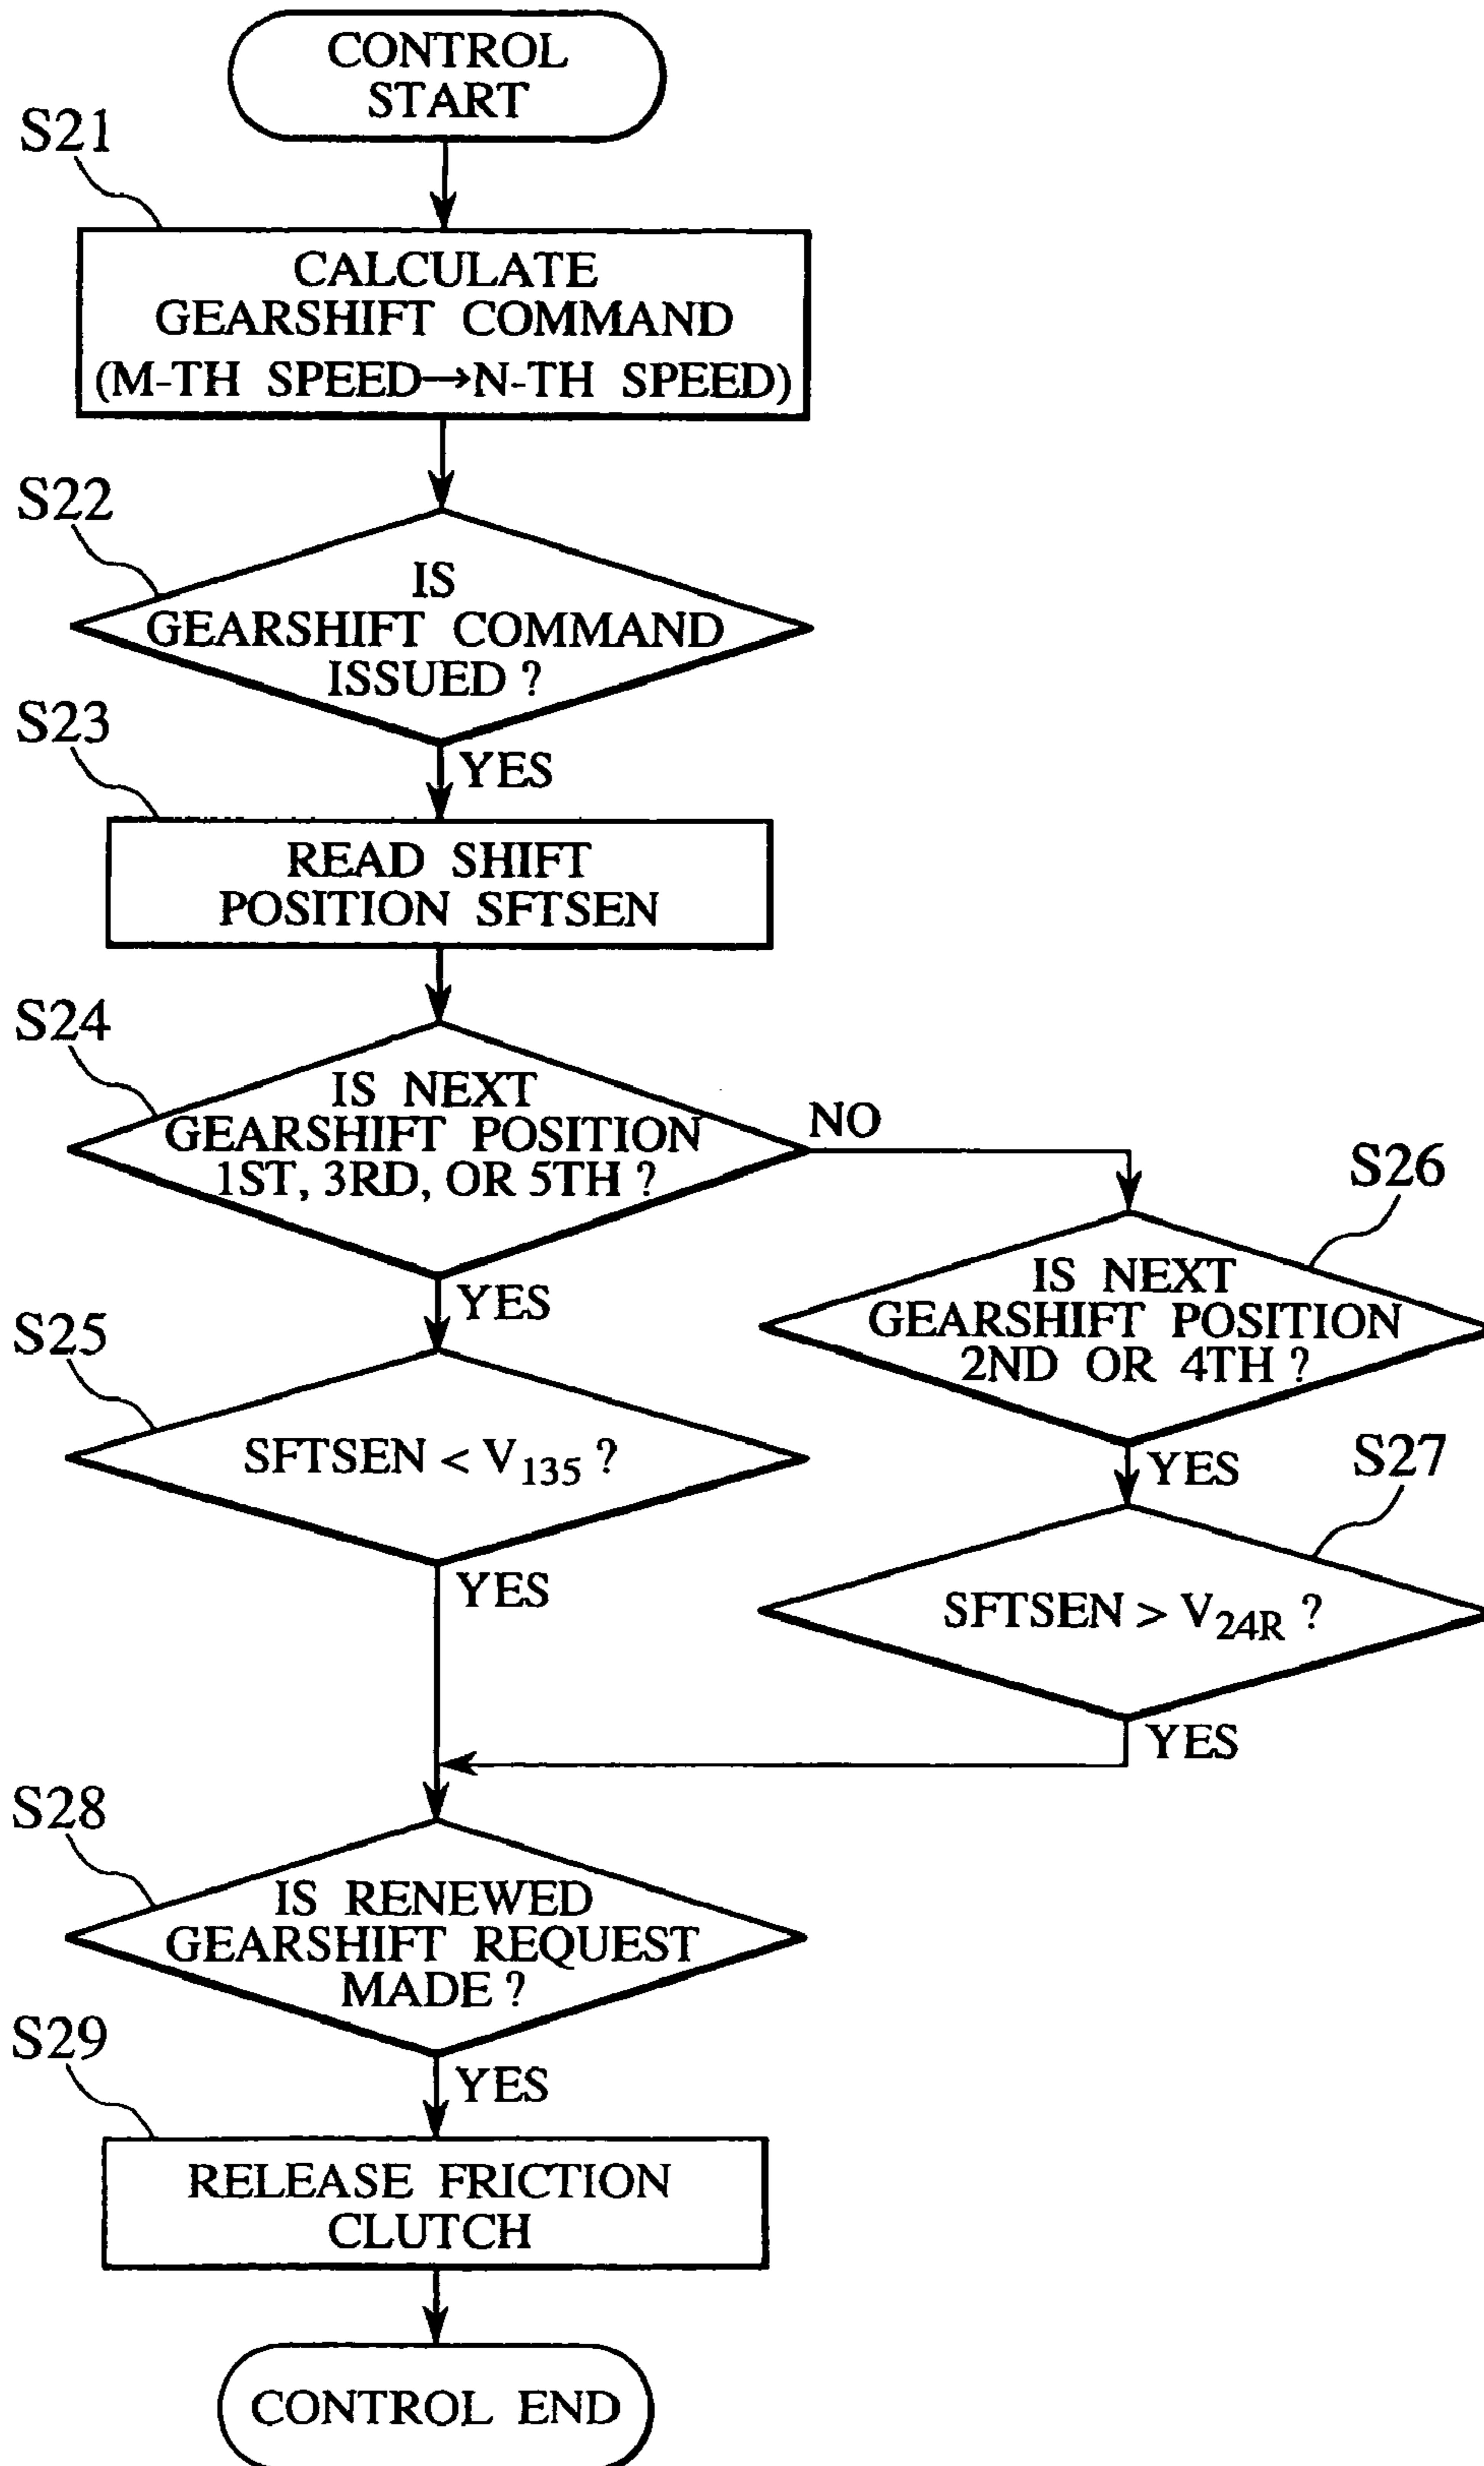 CONTROL
START
S21
CALCULATE
GEARSHIFT COMMAND
(M-TH SPEED→N-TH SPEED)
S22
IS
GEARSHIFT COMMAND
ISSUED ?
S23
YES
READ SHIFT
POSITION SFTSEN
S24
IS NEXT
GEARSHIFT POSITION
1ST, 3RD, OR 5TH ?
NO
S26
YES
IS NEXT
GEARSHIFT POSITION
2ND OR 4TH ?
S25
SFTSEN < V135 ?
YES
S27
YES
SFTSEN > V24R ?
YES
S28
IS RENEWED
GEARSHIFT REQUEST
MADE ?
S29
YES
RELEASE FRICTION
CLUTCH
CONTROL END